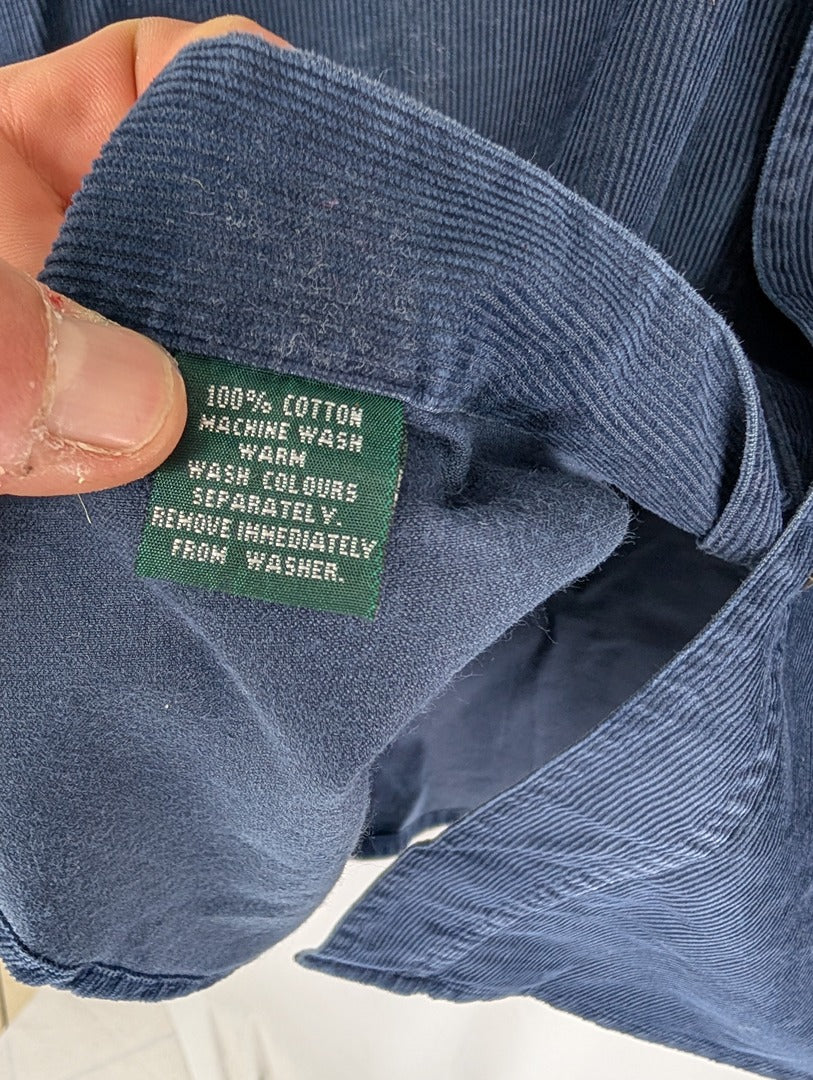 100% COTTON
MACHINE WASH
WARM
WASH COLOURS
SEPARATELY.
REMOVE IMMEDIATELY
FROM WASHER.